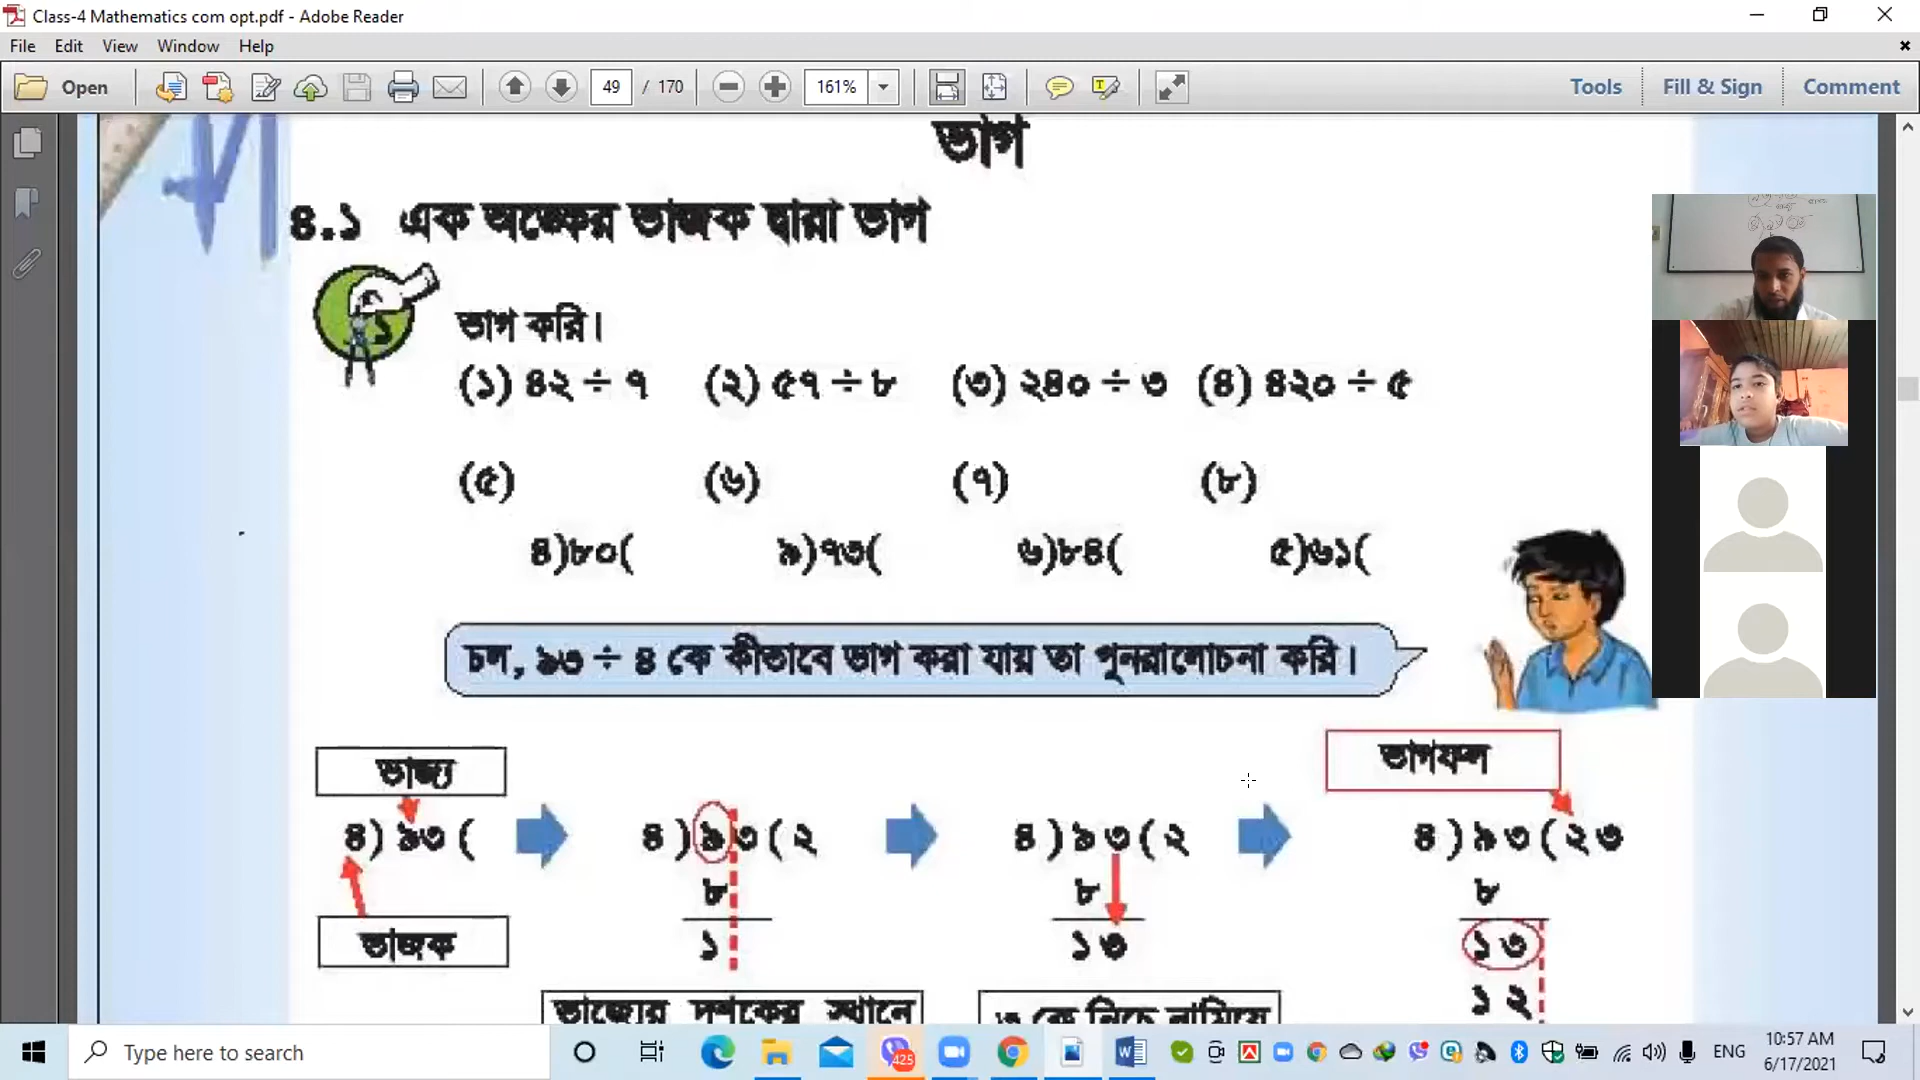 Class-4 Mathematics com opt.pdf - Adobe Reader
File Edit View Window Help
Open 49 / 170 161% Tools Fill & Sign Comment
ভাগ
৪.১ এক অঙ্কের ভাজক দ্বারা ভাগ
১
ভাগ করি।
(১) ৪২ ÷ ৭ (২) ৫৭ ÷ ৮ (৩) ২৪০ ÷ ৩ (৪) ৪২০ ÷ ৫
(৫) (৬) (৭) (৮)
৪)৮০( ৯)৭৩( ৬)৮৪( ৫)৬১(
চল, ৯৩ ÷ ৪ কে কীভাবে ভাগ করা যায় তা পুনরালোচনা করি।
ভাজ্য ভাগফল
৪ ) ৯৩ ( ৪ ) ৯৩ ( ২ ৪ ) ৯৩ ( ২ ৪ ) ৯৩ ( ২৩
৮ ৮ ৮
ভাজক ১ ১৩ ১৩
১২
ভাজ্যের দশকের স্থানে ৩ কে নিচে নামিয়ে
Type here to search 425 ENG 10:57 AM
6/17/2021